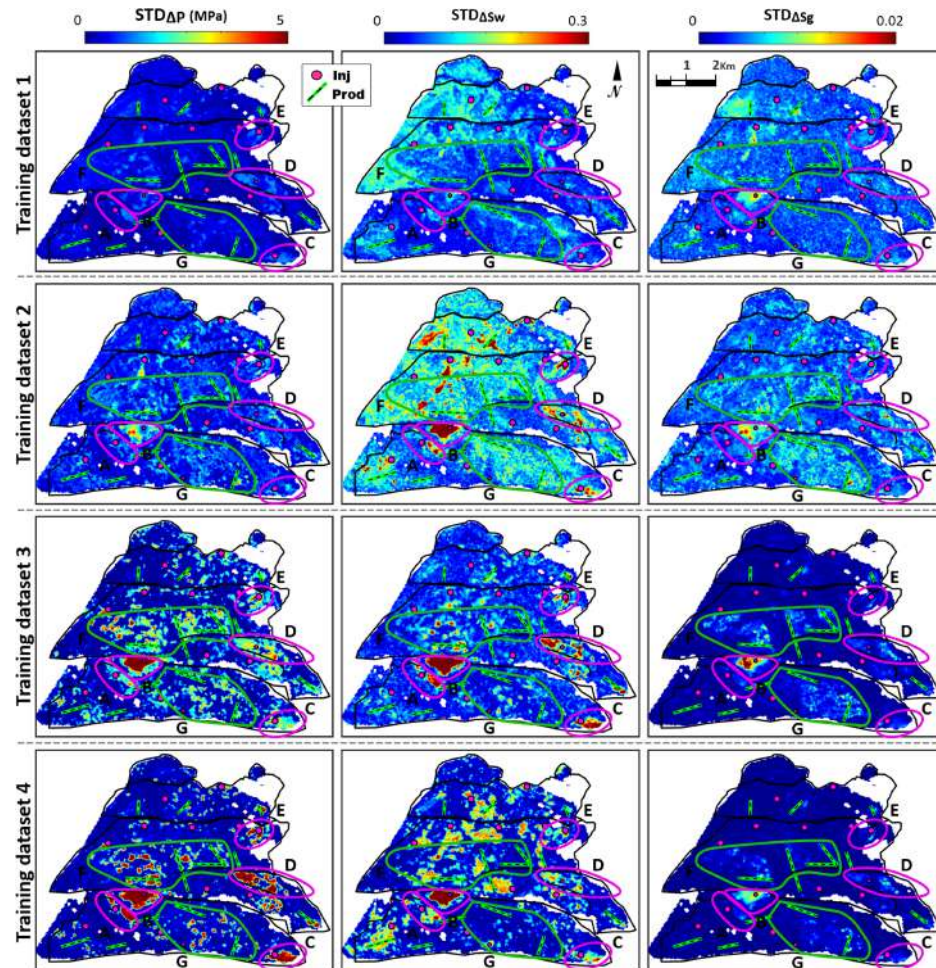 0 STDΔP (MPa) 5
0 STDΔSw 0.3
0 STDΔSg 0.02
Training dataset 1
Inj
Prod
N
1 2Km
E
D
F
A
B
C
G
E
D
F
A
B
C
G
E
D
F
A
B
C
G
Training dataset 2
E
D
F
A
B
C
G
E
D
F
A
B
C
G
E
D
F
A
B
C
G
Training dataset 3
E
D
F
A
B
C
G
E
D
F
A
B
C
G
E
D
F
A
B
C
G
Training dataset 4
E
D
F
A
B
C
G
E
D
F
A
B
C
G
E
D
F
A
B
C
G